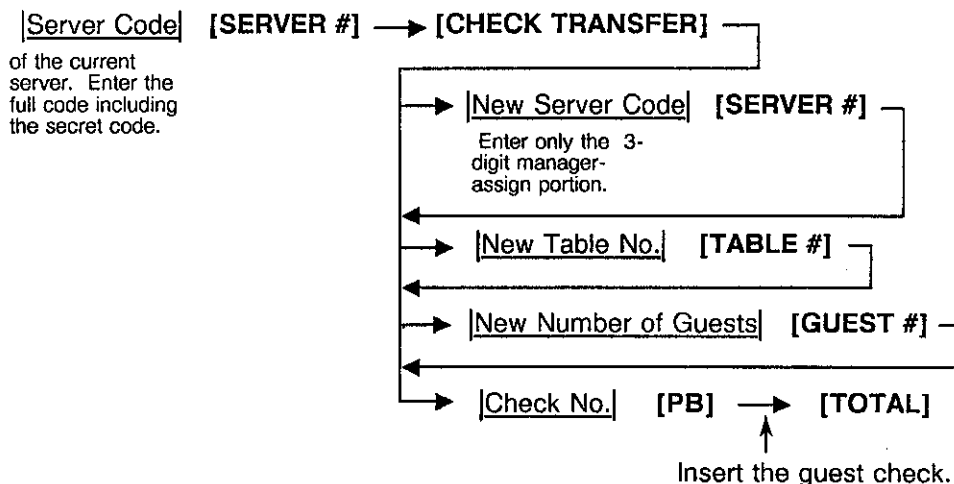 Server Code [SERVER #] [CHECK TRANSFER]
of the current
server. Enter the
full code including
the secret code.
New Server Code [SERVER #]
Enter only the 3-
digit manager-
assign portion.
New Table No. [TABLE #]
New Number of Guests [GUEST #]
Check No. [PB] [TOTAL]
Insert the guest check.